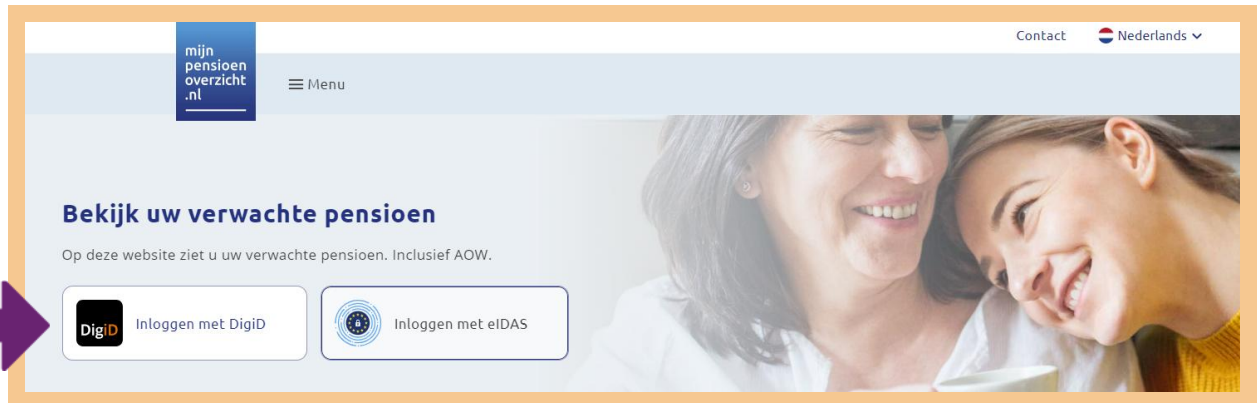 Contact
Nederlands
mijn
pensioen
overzicht
.nl
Menu
Bekijk uw verwachte pensioen
Op deze website ziet u uw verwachte pensioen. Inclusief AOW.
DigiD
Inloggen met DigiD
Inloggen met eIDAS